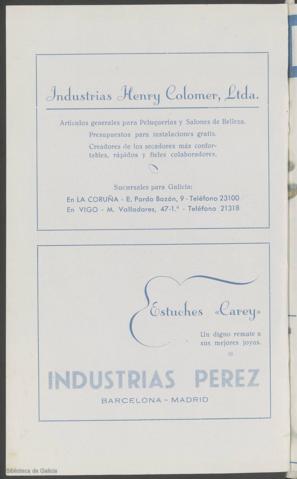 Industrias Henry Colomer, Ltda.
Artículos generales para Peluquerías y Salones de Belleza.
Presupuestos para instalaciones gratis.
Creadores de los secadores más confor-
tables, rápidos y fieles colaboradores.
Sucursales para Galicia:
En LA CORUÑA - E. Pardo Bazán, 9 - Teléfono 23100
En VIGO - M. Valladares, 47-1.º - Teléfono 21318
Estuches «Carey»
Un digno remate a
sus mejores joyas.
INDUSTRIAS PEREZ
BARCELONA - MADRID
Biblioteca de Galicia